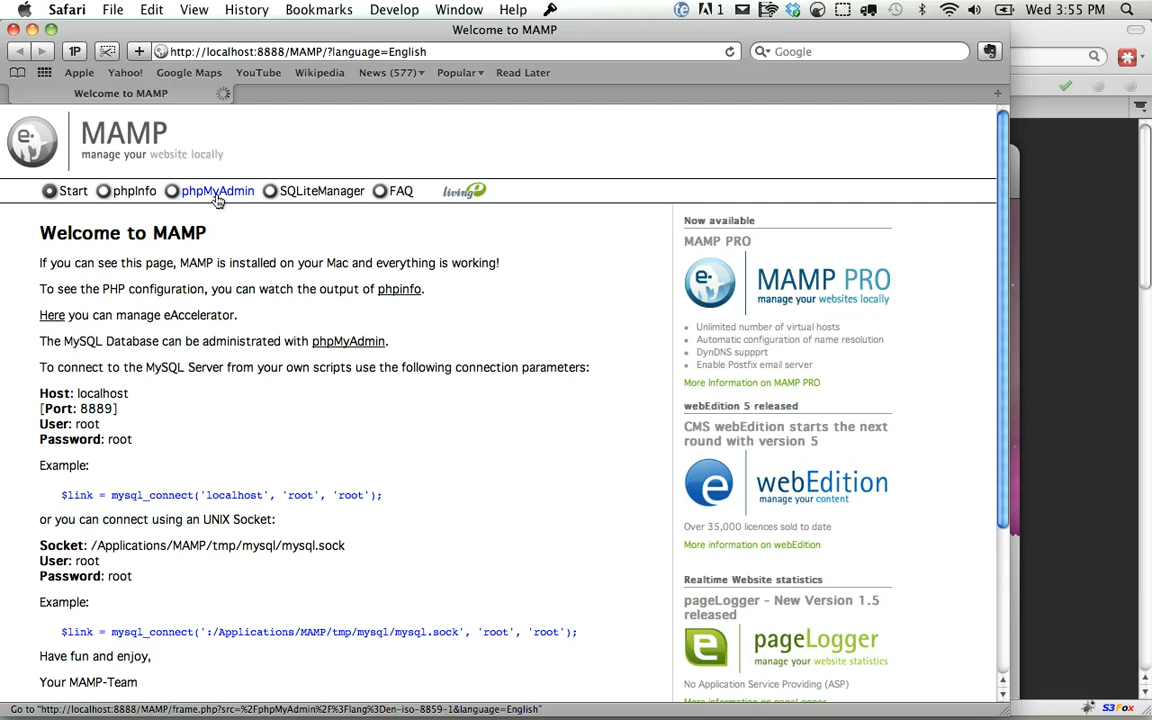 Safari File Edit View History Bookmarks Develop Window Help
1 Wed 3:55 PM
Welcome to MAMP
1P
http://localhost:8888/MAMP/?language=English
Google
Apple Yahoo! Google Maps YouTube Wikipedia News (577) Popular Read Later
Welcome to MAMP
MAMP
manage your website locally
Start phpInfo phpMyAdmin SQLiteManager FAQ living e
Welcome to MAMP
If you can see this page, MAMP is installed on your Mac and everything is working!
To see the PHP configuration, you can watch the output of phpinfo.
Here you can manage eAccelerator.
The MySQL Database can be administrated with phpMyAdmin.
To connect to the MySQL Server from your own scripts use the following connection parameters:
Host: localhost
[Port: 8889]
User: root
Password: root
Example:
$link = mysql_connect('localhost', 'root', 'root');
or you can connect using an UNIX Socket:
Socket: /Applications/MAMP/tmp/mysql/mysql.sock
User: root
Password: root
Example:
$link = mysql_connect(':/Applications/MAMP/tmp/mysql/mysql.sock', 'root', 'root');
Have fun and enjoy,
Your MAMP-Team
Now available
MAMP PRO
MAMP PRO
manage your websites locally
Unlimited number of virtual hosts
Automatic configuration of name resolution
DynDNS suppprt
Enable Postfix email server
More Information on MAMP PRO
webEdition 5 released
CMS webEdition starts the next
round with version 5
webEdition
manage your content
Over 35,000 licences sold to date
More information on webEdition
Realtime Website statistics
pageLogger - New Version 1.5
released
pageLogger
manage your website statistics
No Application Service Providing (ASP)
More information on pageLogger
Go to "http://localhost:8888/MAMP/frame.php?src=%2FphpMyAdmin%2F%3Flang%3Den-iso-8859-1&language=English"
S3Fox